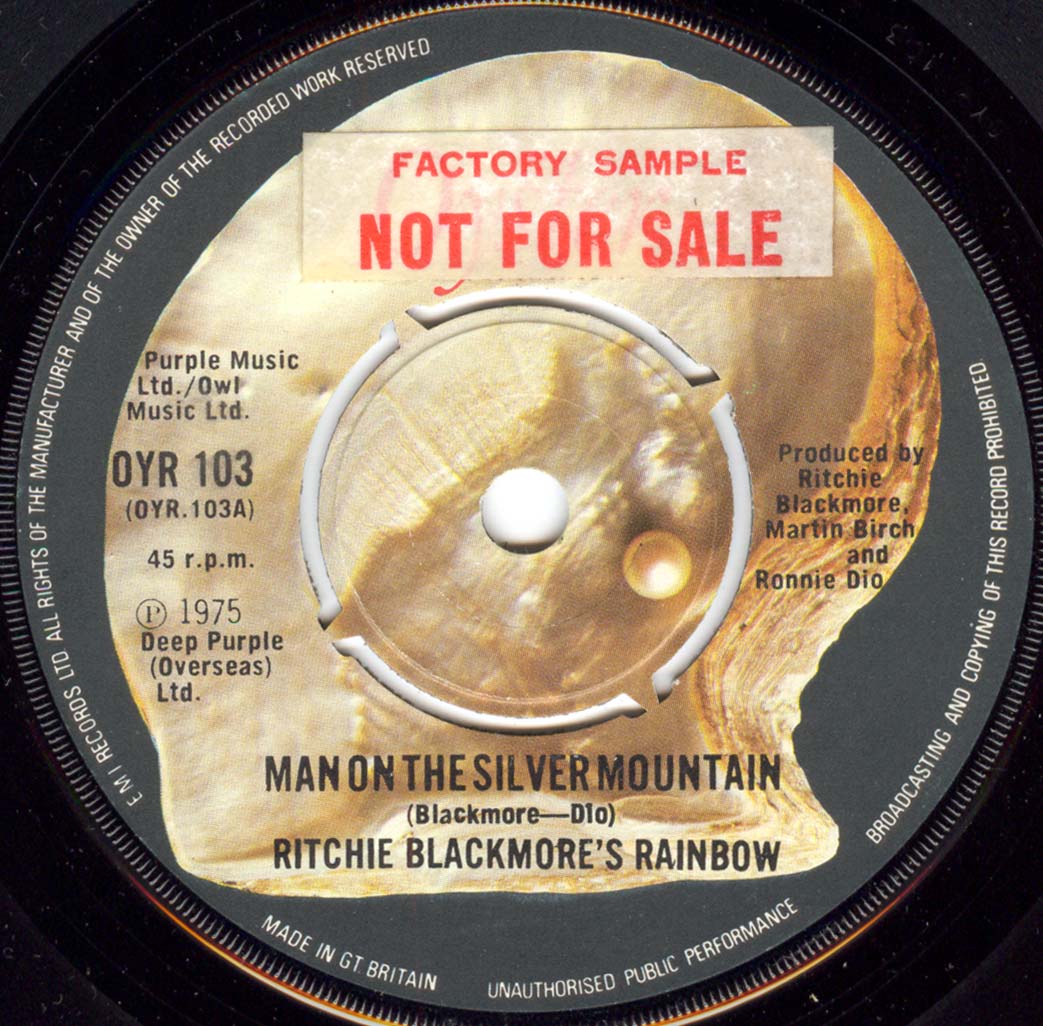 E M I RECORDS LTD. ALL RIGHTS OF THE MANUFACTURER AND OF THE OWNER OF THE RECORDED WORK RESERVED
FACTORY SAMPLE
NOT FOR SALE
Purple Music
Ltd./Owl
Music Ltd.
OYR 103
(OYR.103A)
45 r.p.m.
Ⓟ 1975
Deep Purple
(Overseas)
Ltd.
Produced by
Ritchie
Blackmore,
Martin Birch
and
Ronnie Dio
MAN ON THE SILVER MOUNTAIN
(Blackmore—Dio)
RITCHIE BLACKMORE'S RAINBOW
BROADCASTING AND COPYING OF THIS RECORD PROHIBITED
MADE IN GT. BRITAIN
UNAUTHORISED PUBLIC PERFORMANCE